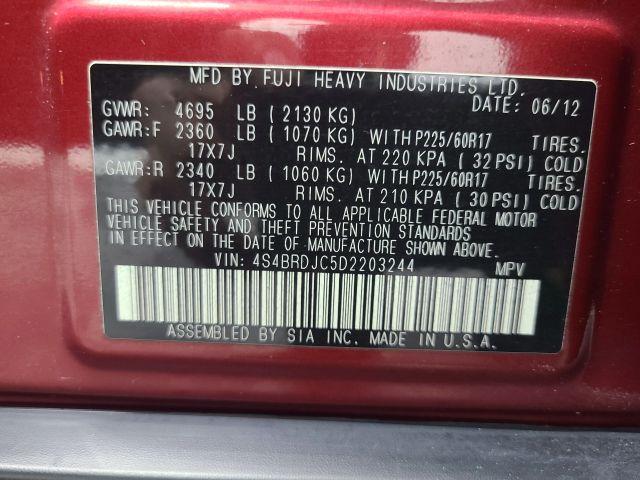 MFD BY FUJI HEAVY INDUSTRIES LTD.
DATE: 06/12
GVWR: 4695 LB (2130 KG)
GAWR:F 2360 LB (1070 KG) WITH P225/60R17 TIRES.
17X7J RIMS. AT 220 KPA (32 PSI) COLD
GAWR:R 2340 LB (1060 KG) WITH P225/60R17 TIRES.
17X7J RIMS. AT 210 KPA (30 PSI) COLD
THIS VEHICLE CONFORMS TO ALL APPLICABLE FEDERAL MOTOR
VEHICLE SAFETY AND THEFT PREVENTION STANDARDS
IN EFFECT ON THE DATE OF MANUFACTURE SHOWN ABOVE.
VIN: 4S4BRDJC5D2203244 MPV
ASSEMBLED BY SIA INC. MADE IN U.S.A.